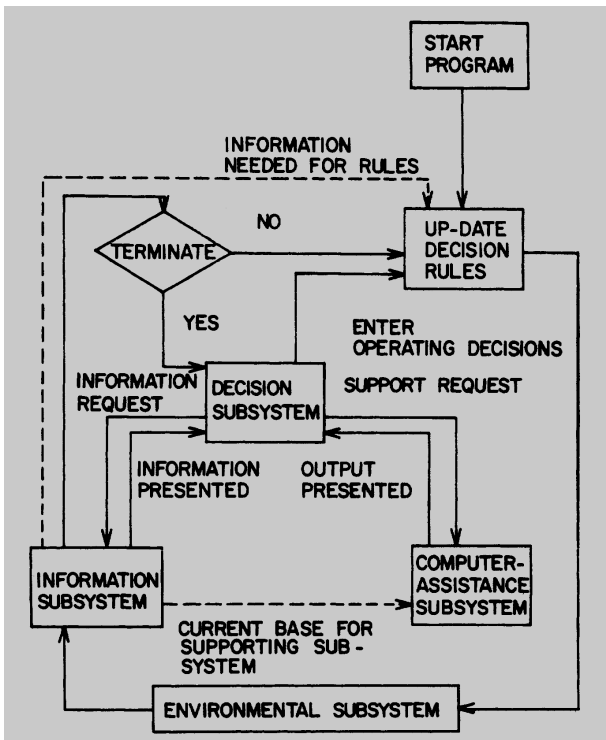 START
PROGRAM
INFORMATION
NEEDED FOR RULES
NO
TERMINATE
UP-DATE
DECISION
RULES
YES
ENTER
OPERATING DECISIONS
INFORMATION
REQUEST
DECISION
SUBSYSTEM
SUPPORT REQUEST
INFORMATION
PRESENTED
OUTPUT
PRESENTED
INFORMATION
SUBSYSTEM
COMPUTER-
ASSISTANCE
SUBSYSTEM
CURRENT BASE FOR
SUPPORTING SUB-
SYSTEM
ENVIRONMENTAL SUBSYSTEM